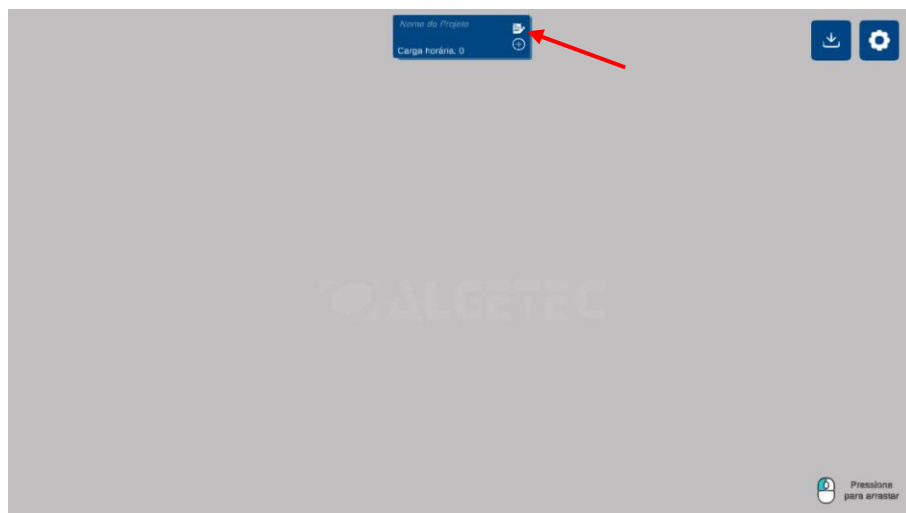 Nome do Projeto
Carga horária: 0
ALGETEC
Pressione
para arrastar